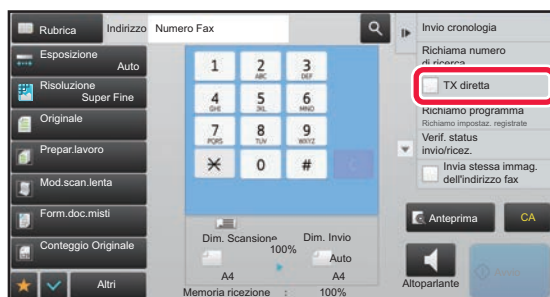 Rubrica
Indirizzo
Numero Fax
Esposizione
Auto
Risoluzione
Super Fine
Originale
Prepar.lavoro
Mod.scan.lenta
Form.doc.misti
Conteggio Originale
Altri
1
2
ABC
3
DEF
4
GHI
5
JKL
6
MNO
7
PQRS
8
TUV
9
WXYZ
0
#
Dim. Scansione
100%
Dim. Invio
Auto
A4
A4
Memoria ricezione : 100%
Invio cronologia
Richiama numero
di ricerca
TX diretta
Richiamo programma
Richiamo impostaz. registrate
Verif. status
invio/ricez.
Invia stessa immag.
dell'indirizzo fax
Anteprima
CA
Altoparlante